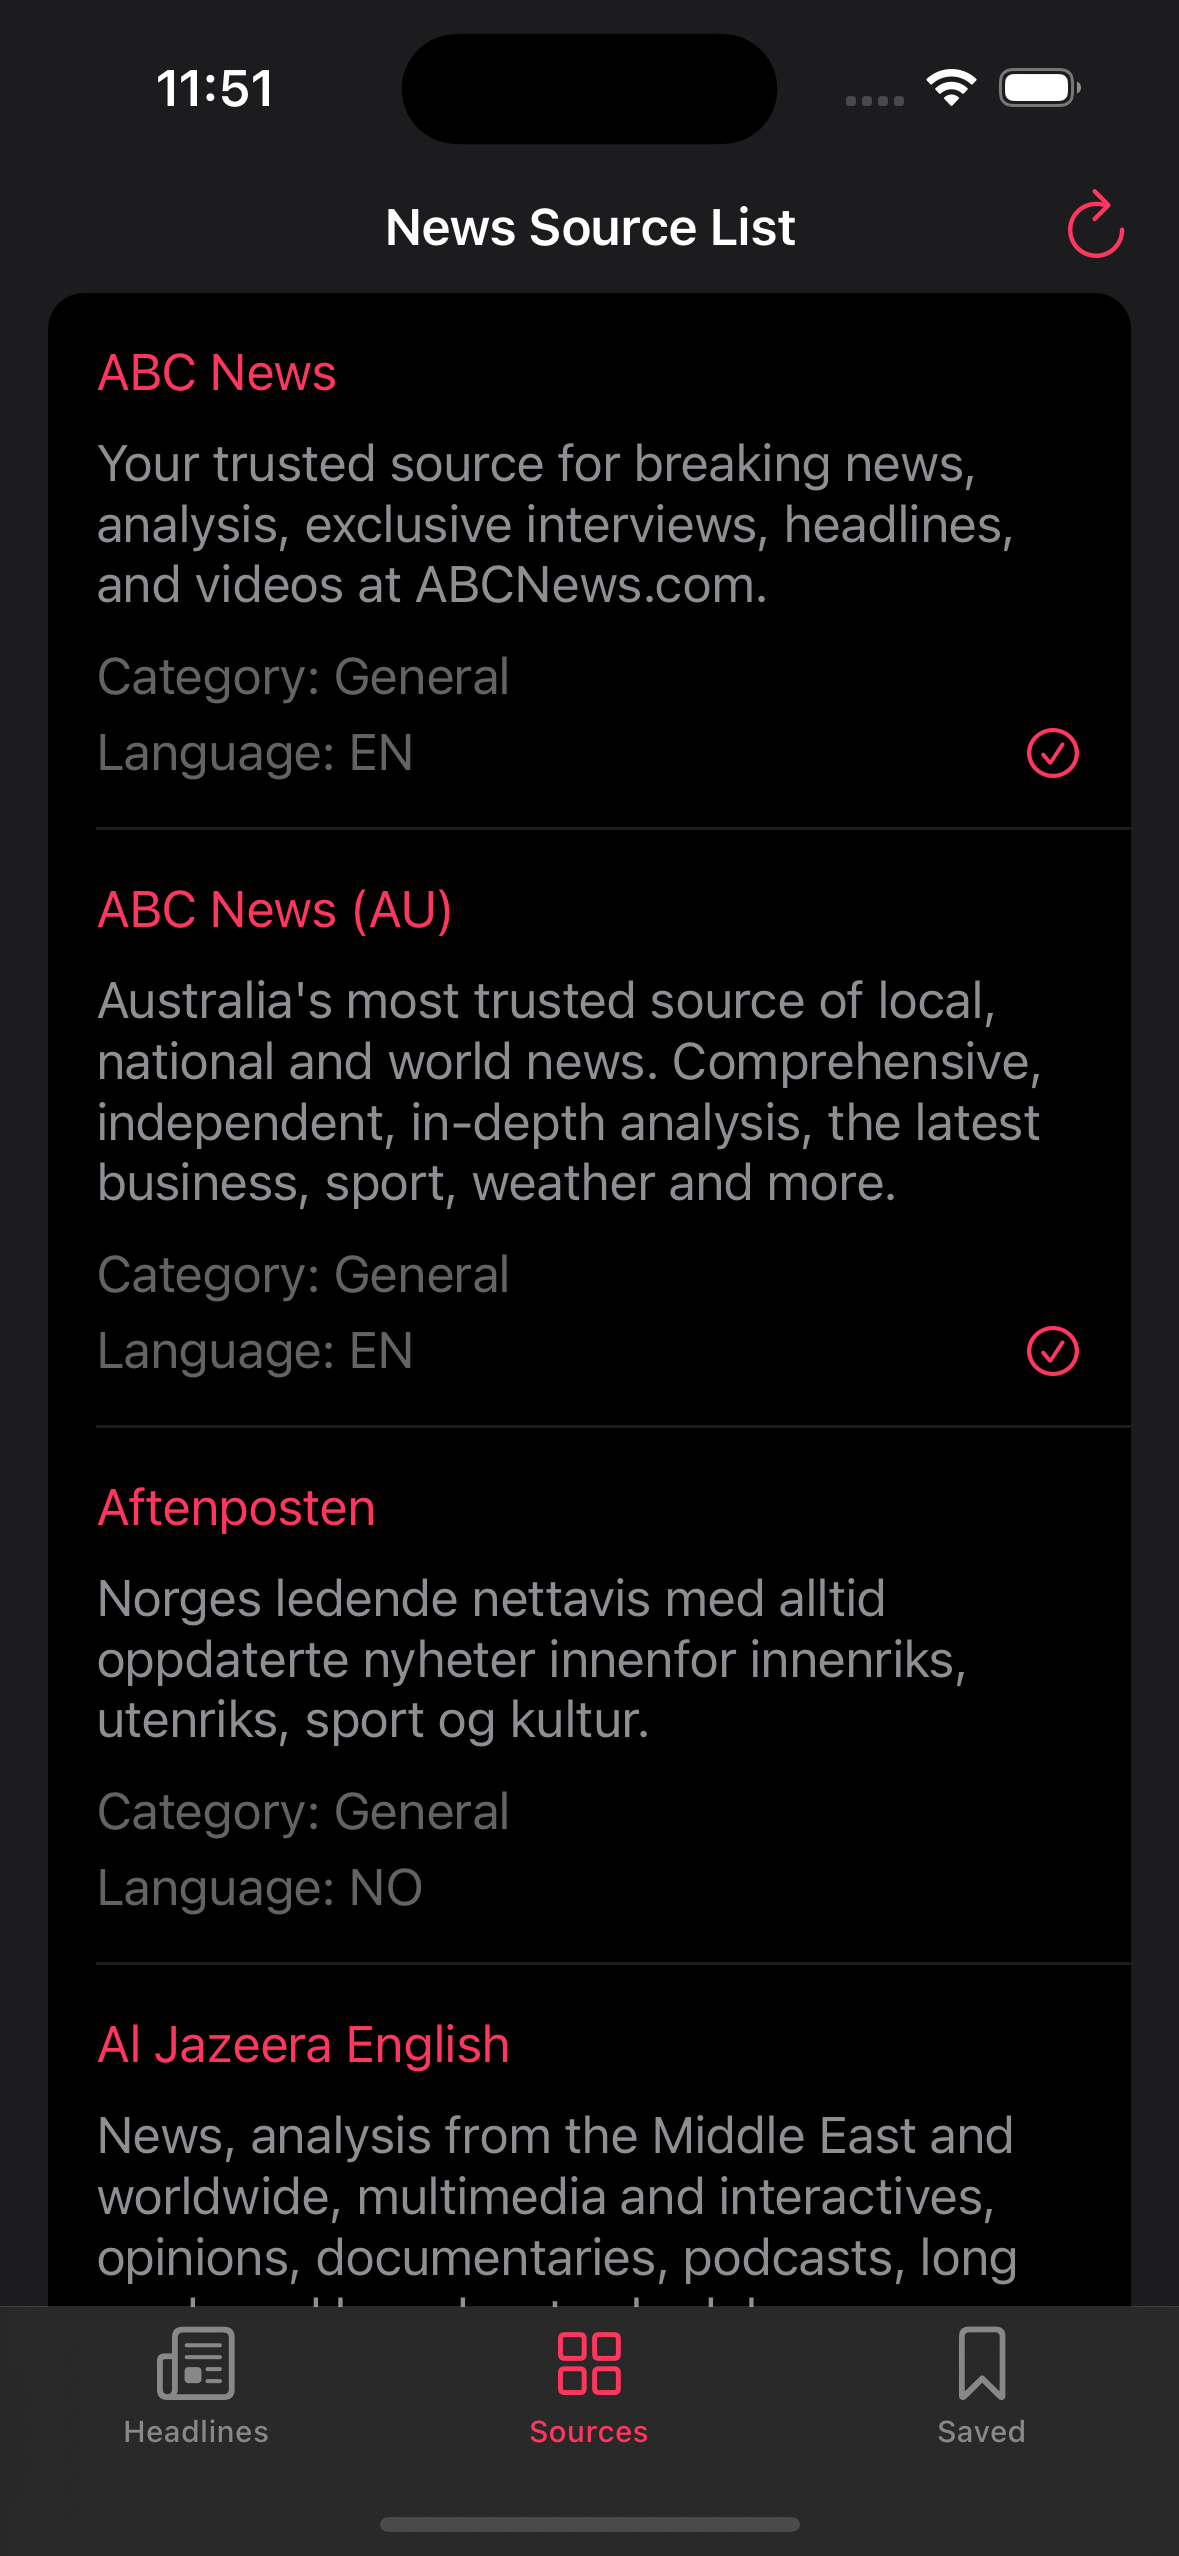 11:51
News Source List
ABC News
Your trusted source for breaking news,
analysis, exclusive interviews, headlines,
and videos at ABCNews.com.
Category: General
Language: EN
ABC News (AU)
Australia's most trusted source of local,
national and world news. Comprehensive,
independent, in-depth analysis, the latest
business, sport, weather and more.
Category: General
Language: EN
Aftenposten
Norges ledende nettavis med alltid
oppdaterte nyheter innenfor innenriks,
utenriks, sport og kultur.
Category: General
Language: NO
Al Jazeera English
News, analysis from the Middle East and
worldwide, multimedia and interactives,
opinions, documentaries, podcasts, long
Headlines
Sources
Saved